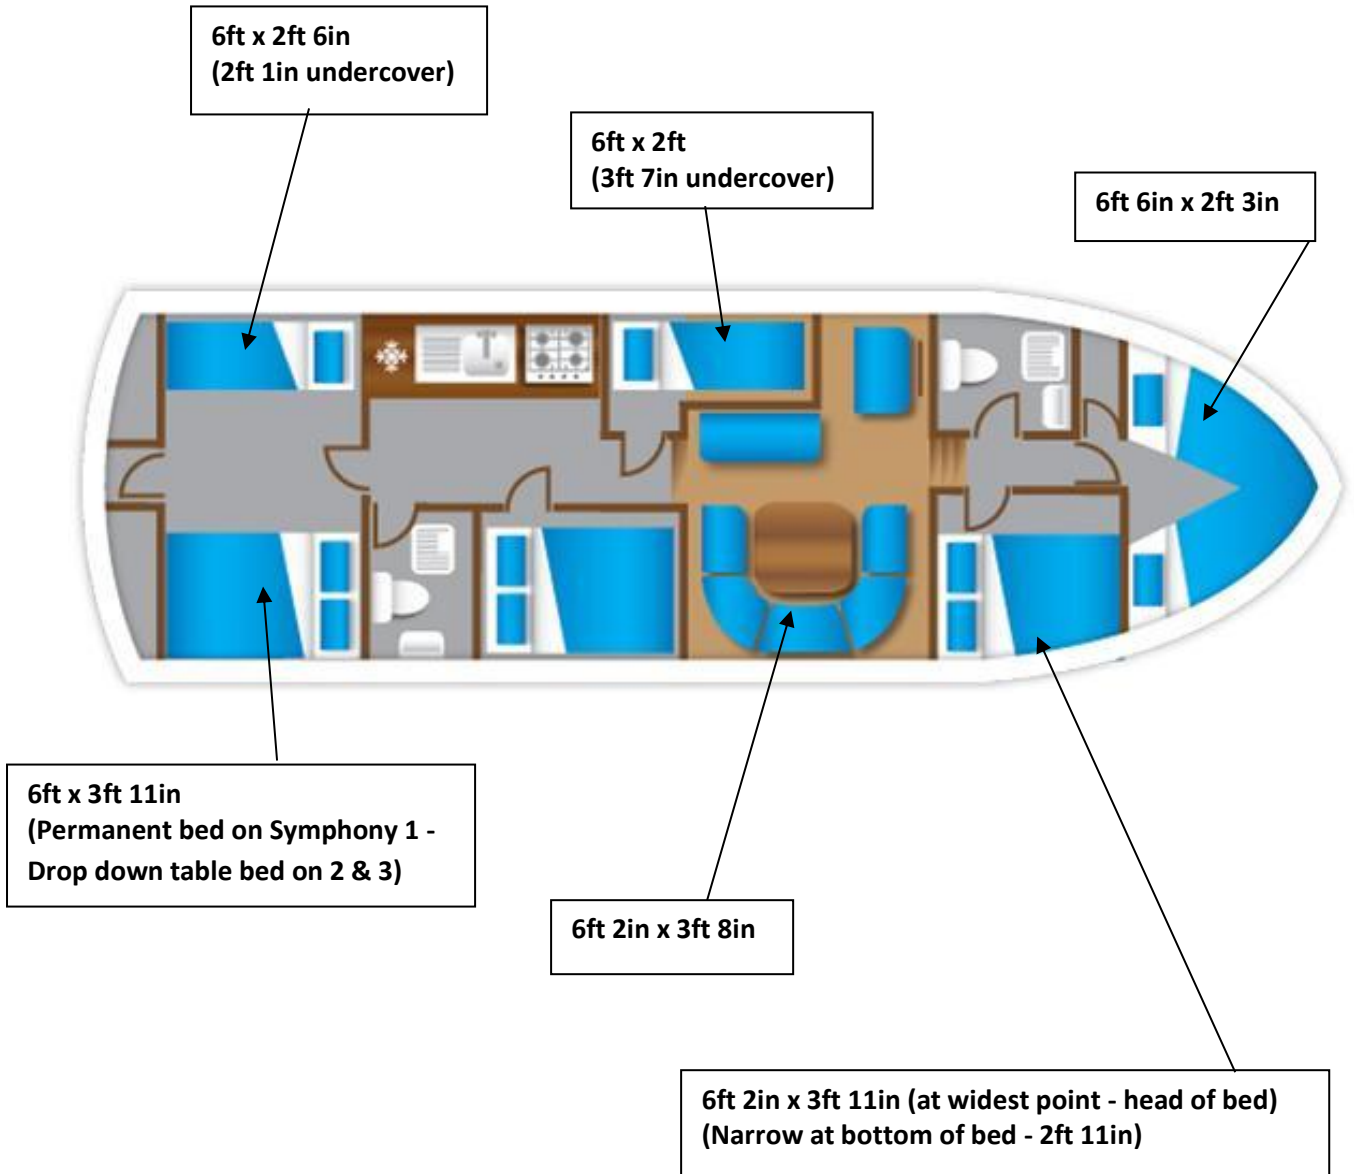 6ft x 2ft 6in
(2ft 1in undercover)
6ft x 2ft
(3ft 7in undercover)
6ft 6in x 2ft 3in
6ft x 3ft 11in
(Permanent bed on Symphony 1 -
Drop down table bed on 2 & 3)
6ft 2in x 3ft 8in
6ft 2in x 3ft 11in (at widest point - head of bed)
(Narrow at bottom of bed - 2ft 11in)